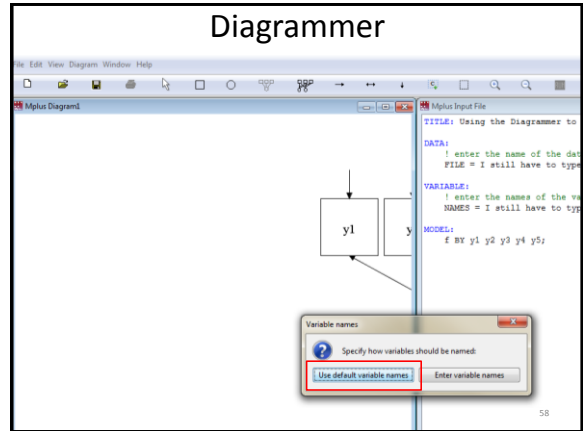 Diagrammer
File Edit View Diagram Window Help
Mplus Diagram1
Mplus Input File
TITLE: Using the Diagrammer to
DATA:
! enter the name of the dat
FILE = I still have to type
VARIABLE:
! enter the names of the va
NAMES = I still have to typ
MODEL:
f BY y1 y2 y3 y4 y5;
y1
y
Variable names
Specify how variables should be named:
Use default variable names
Enter variable names
58